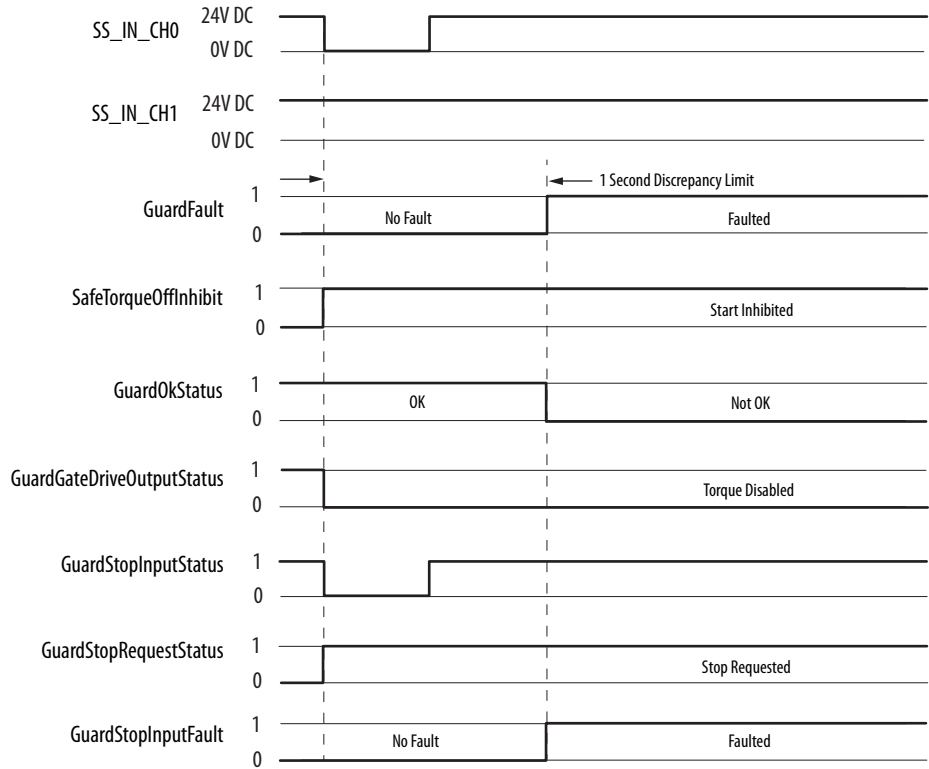 24V DC
SS_IN_CH0
0V DC
24V DC
SS_IN_CH1
0V DC
1 Second Discrepancy Limit
1
GuardFault
No Fault
Faulted
0
SafeTorqueOffInhibit
1
Start Inhibited
0
GuardOkStatus
1
OK
Not OK
0
GuardGateDriveOutputStatus
1
Torque Disabled
0
GuardStopInputStatus
1
0
GuardStopRequestStatus
1
Stop Requested
0
GuardStopInputFault
1
No Fault
Faulted
0